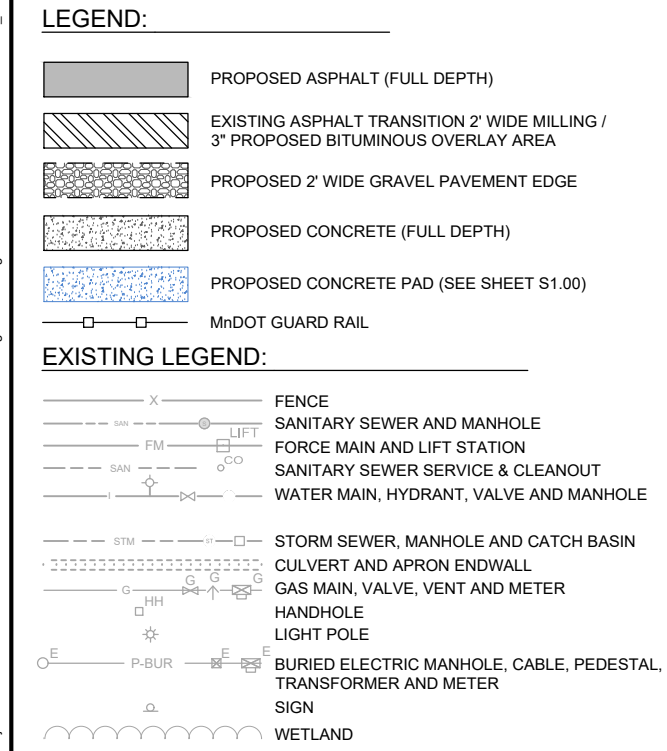 LEGEND:
PROPOSED ASPHALT (FULL DEPTH)
EXISTING ASPHALT TRANSITION 2' WIDE MILLING /
3" PROPOSED BITUMINOUS OVERLAY AREA
PROPOSED 2' WIDE GRAVEL PAVEMENT EDGE
PROPOSED CONCRETE (FULL DEPTH)
PROPOSED CONCRETE PAD (SEE SHEET S1.00)
MnDOT GUARD RAIL
EXISTING LEGEND:
X FENCE
SAN S SANITARY SEWER AND MANHOLE
FM LIFT FORCE MAIN AND LIFT STATION
SAN CO SANITARY SEWER SERVICE & CLEANOUT
I WATER MAIN, HYDRANT, VALVE AND MANHOLE
STM ST STORM SEWER, MANHOLE AND CATCH BASIN
CULVERT AND APRON ENDWALL
G G G G GAS MAIN, VALVE, VENT AND METER
HH HANDHOLE
LIGHT POLE
E P-BUR E E BURIED ELECTRIC MANHOLE, CABLE, PEDESTAL,
TRANSFORMER AND METER
SIGN
WETLAND